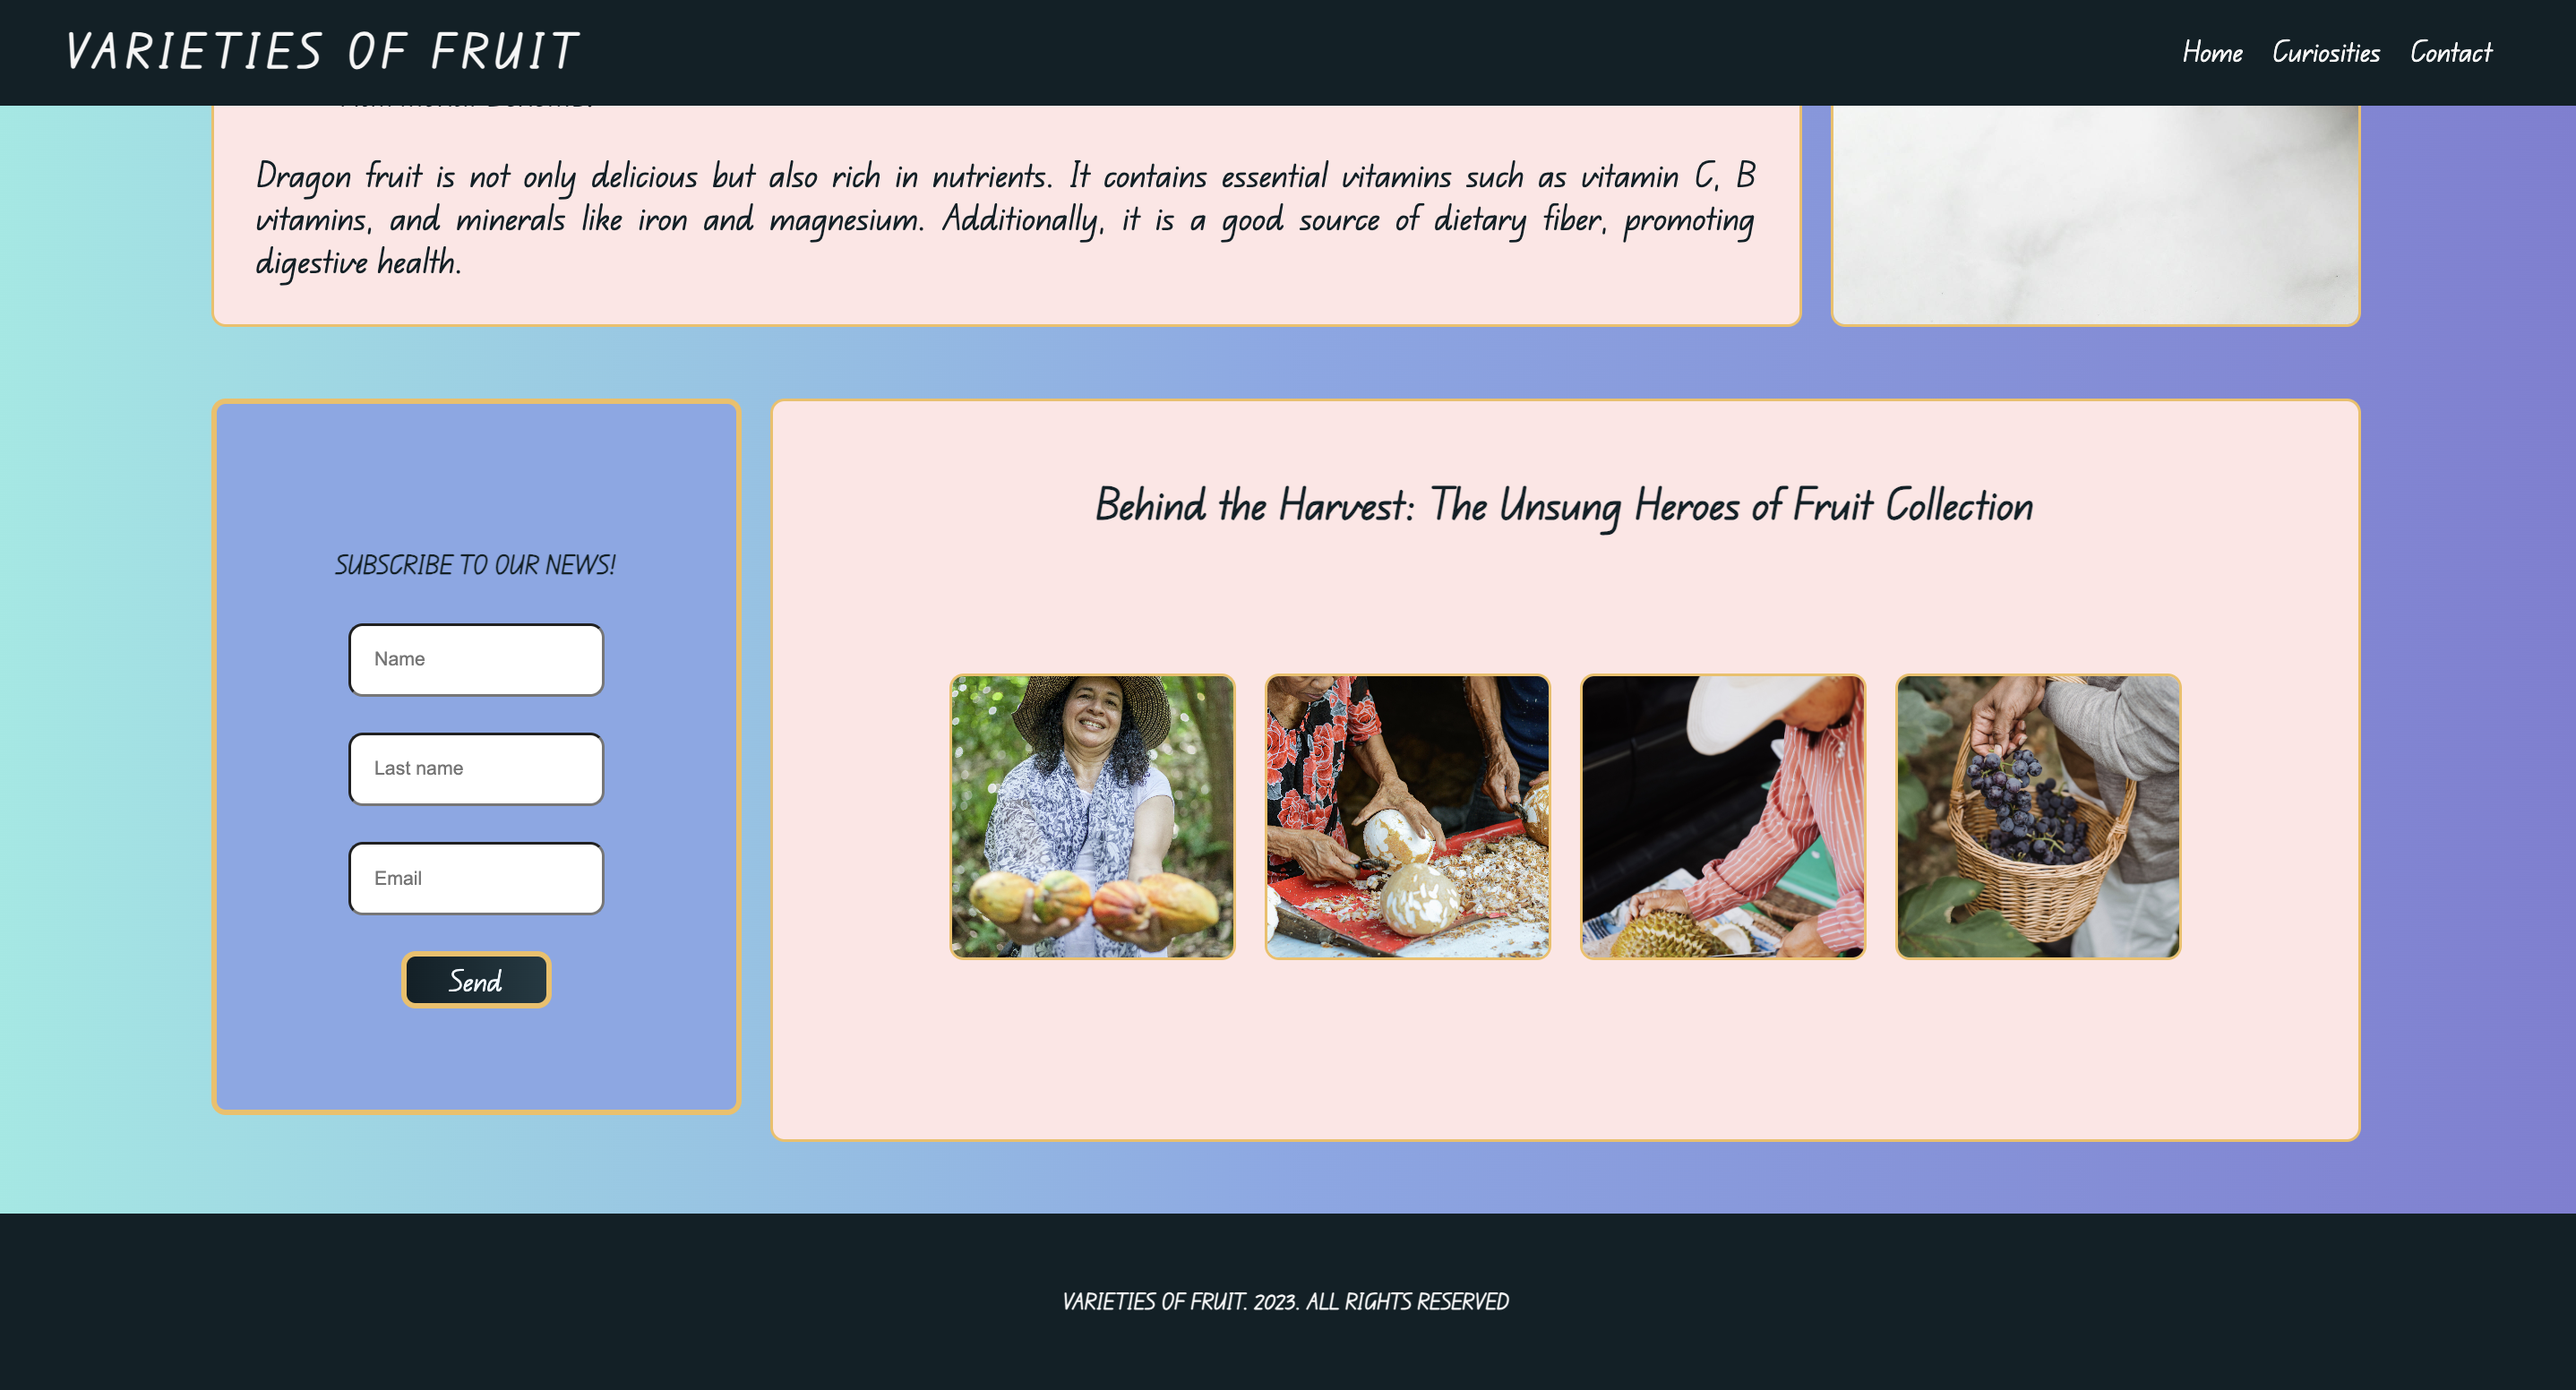 VARIETIES OF FRUIT
Home Curiosities Contact
Dragon fruit is not only delicious but also rich in nutrients. It contains essential vitamins such as vitamin C, B
vitamins, and minerals like iron and magnesium. Additionally, it is a good source of dietary fiber, promoting
digestive health.
SUBSCRIBE TO OUR NEWS!
Name
Last name
Email
Send
Behind the Harvest: The Unsung Heroes of Fruit Collection
VARIETIES OF FRUIT. 2023. ALL RIGHTS RESERVED